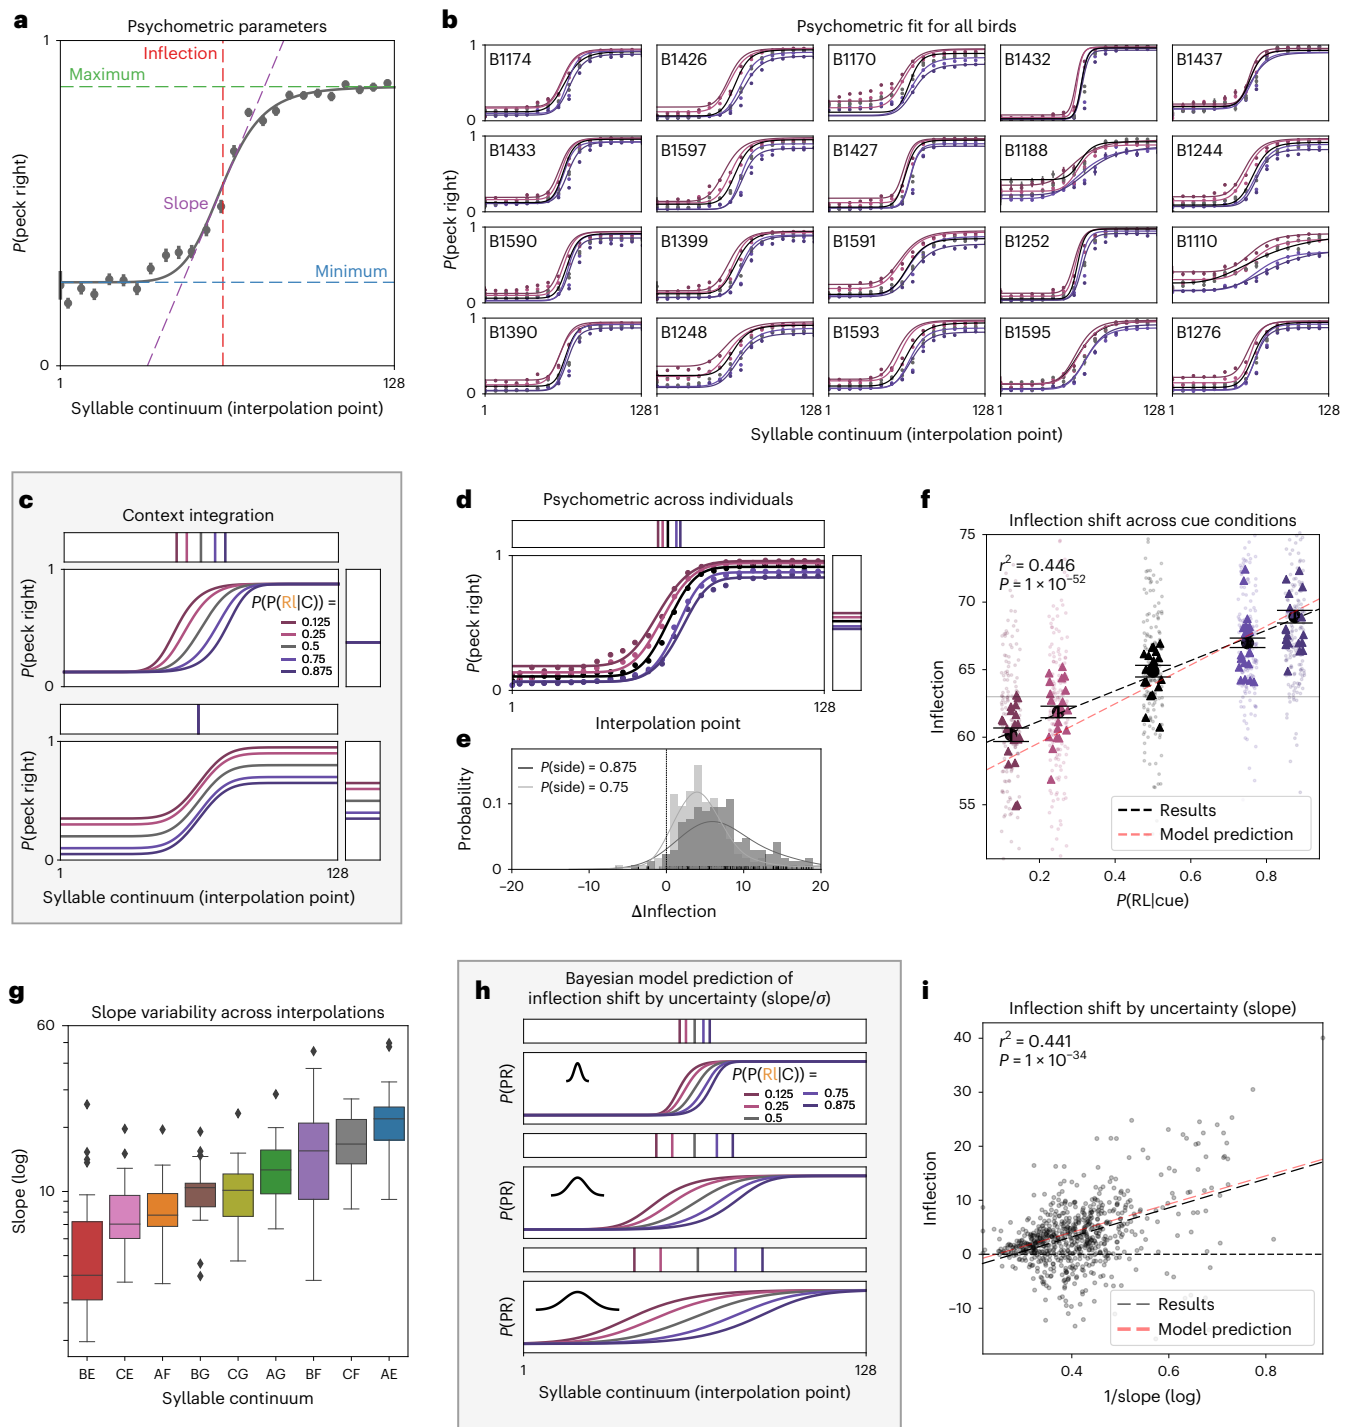 a
Psychometric parameters
1
Inflection
Maximum
Slope
Minimum
P(peck right)
0
1
128
Syllable continuum (interpolation point)
b
Psychometric fit for all birds
1
B1174
B1426
B1170
B1432
B1437
0
1
B1433
B1597
B1427
B1188
B1244
0
1
B1590
B1399
B1591
B1252
B1110
0
1
B1390
B1248
B1593
B1595
B1276
0
P(peck right)
1
128 1
128 1
128 1
128 1
128
Syllable continuum (interpolation point)
c
Context integration
1
P(peck right)
0
P(P(Rl|C)) =
0.125
0.25
0.5
0.75
0.875
1
P(peck right)
0
1
128
Syllable continuum (interpolation point)
d
Psychometric across individuals
1
P(peck right)
0
1
128
Interpolation point
e
P(side) = 0.875
P(side) = 0.75
Probability
0.1
0
−20
−10
0
10
20
ΔInflection
f
Inflection shift across cue conditions
r² = 0.446
P = 1 × 10⁻⁵²
75
70
65
60
55
Inflection
Results
Model prediction
0.2
0.4
0.6
0.8
P(RL|cue)
g
Slope variability across interpolations
60
10
Slope (log)
BE
CE
AF
BG
CG
AG
BF
CF
AE
Syllable continuum
h
Bayesian model prediction of
inflection shift by uncertainty (slope/σ)
P(PR)
P(P(Rl|C)) =
0.125
0.25
0.5
0.75
0.875
P(PR)
P(PR)
1
128
Syllable continuum (interpolation point)
i
Inflection shift by uncertainty (slope)
r² = 0.441
P = 1 × 10⁻³⁴
40
30
20
10
0
−10
Inflection
Results
Model prediction
0.4
0.6
0.8
1/slope (log)